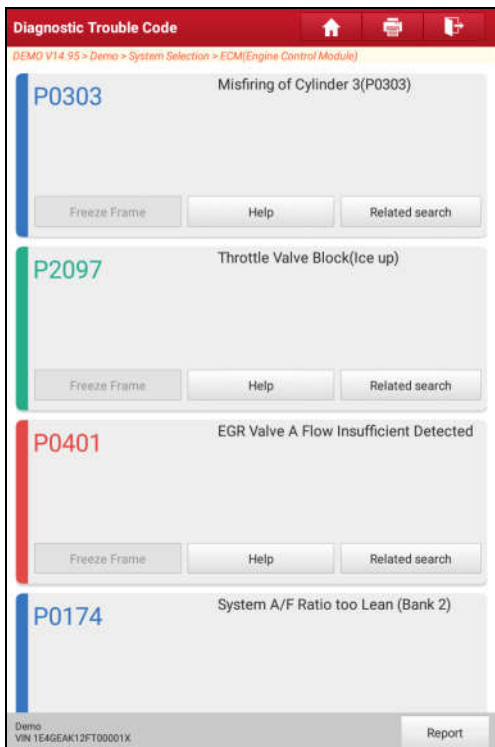 Diagnostic Trouble Code
DEMO V14.95 > Demo > System Selection > ECM(Engine Control Module)
P0303
Misfiring of Cylinder 3(P0303)
Freeze Frame
Help
Related search
P2097
Throttle Valve Block(Ice up)
Freeze Frame
Help
Related search
P0401
EGR Valve A Flow Insufficient Detected
Freeze Frame
Help
Related search
P0174
System A/F Ratio too Lean (Bank 2)
Demo
VIN 1E4GEAK12FT00001X
Report